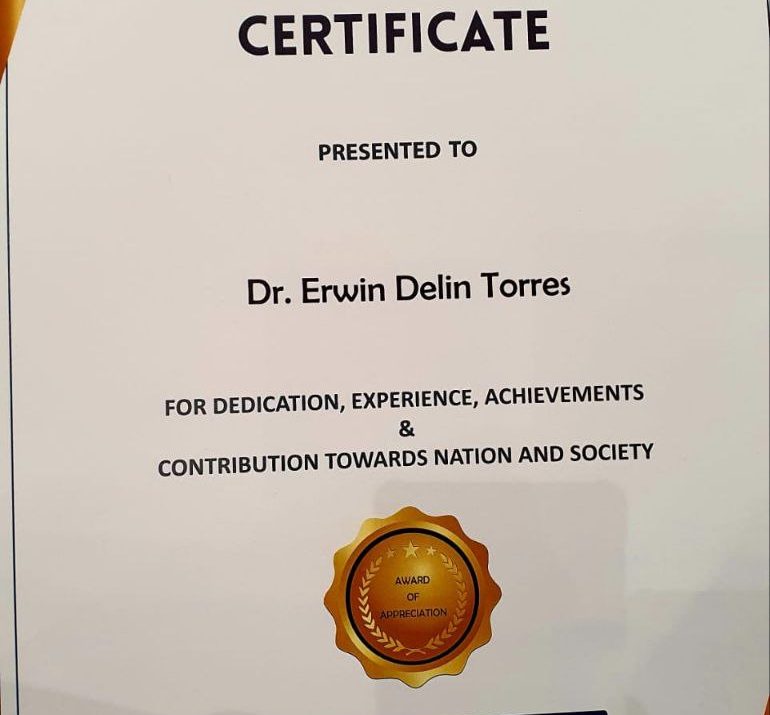 CERTIFICATE
PRESENTED TO
Dr. Erwin Delin Torres
FOR DEDICATION, EXPERIENCE, ACHIEVEMENTS
&
CONTRIBUTION TOWARDS NATION AND SOCIETY
AWARD
OF
APPRECIATION